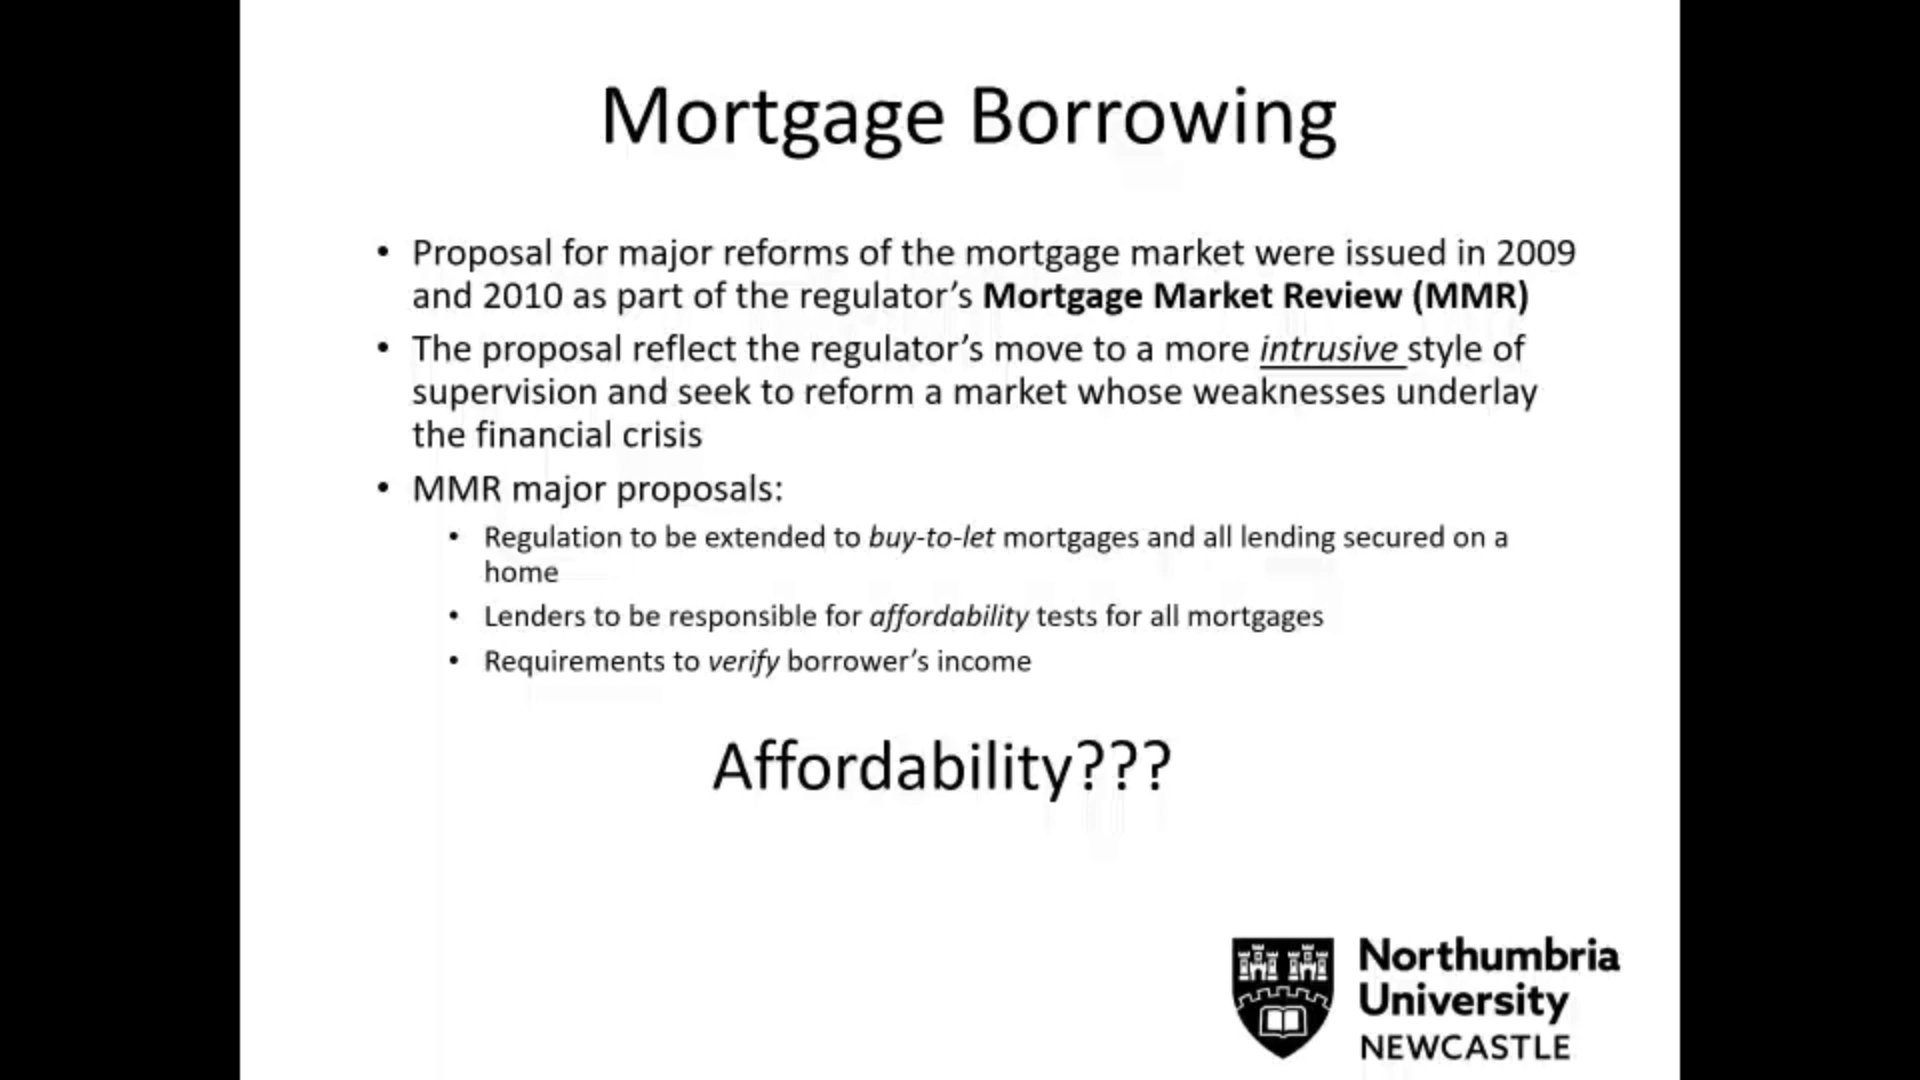 Mortgage Borrowing
• Proposal for major reforms of the mortgage market were issued in 2009
and 2010 as part of the regulator’s Mortgage Market Review (MMR)
• The proposal reflect the regulator’s move to a more intrusive style of
supervision and seek to reform a market whose weaknesses underlay
the financial crisis
• MMR major proposals:
• Regulation to be extended to buy-to-let mortgages and all lending secured on a
home
• Lenders to be responsible for affordability tests for all mortgages
• Requirements to verify borrower’s income
Affordability???
Northumbria
University
NEWCASTLE